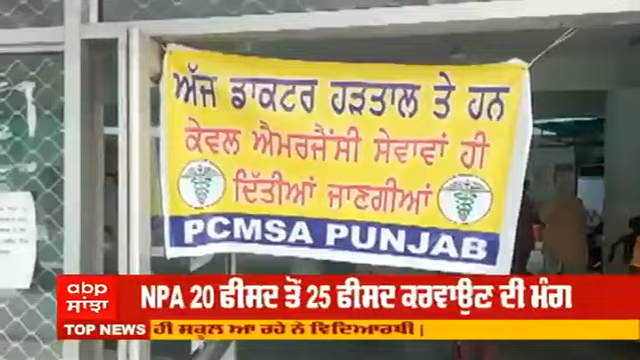 ਅੱਜ ਡਾਕਟਰ ਹੜਤਾਲ ਤੇ ਹਨ
ਕੇਵਲ ਐਮਰਜੈਂਸੀ ਸੇਵਾਵਾਂ ਹੀ
ਦਿੱਤੀਆਂ ਜਾਣਗੀਆਂ
PCMSA PUNJAB
abp
ਸਾਂਝਾ
NPA 20 ਫੀਸਦ ਤੋਂ 25 ਫੀਸਦ ਕਰਵਾਉਣ ਦੀ ਮੰਗ
TOP NEWS
ਹੀ ਸਕੂਲ ਆ ਰਹੇ ਨੇ ਵਿਦਿਆਰਥੀ।